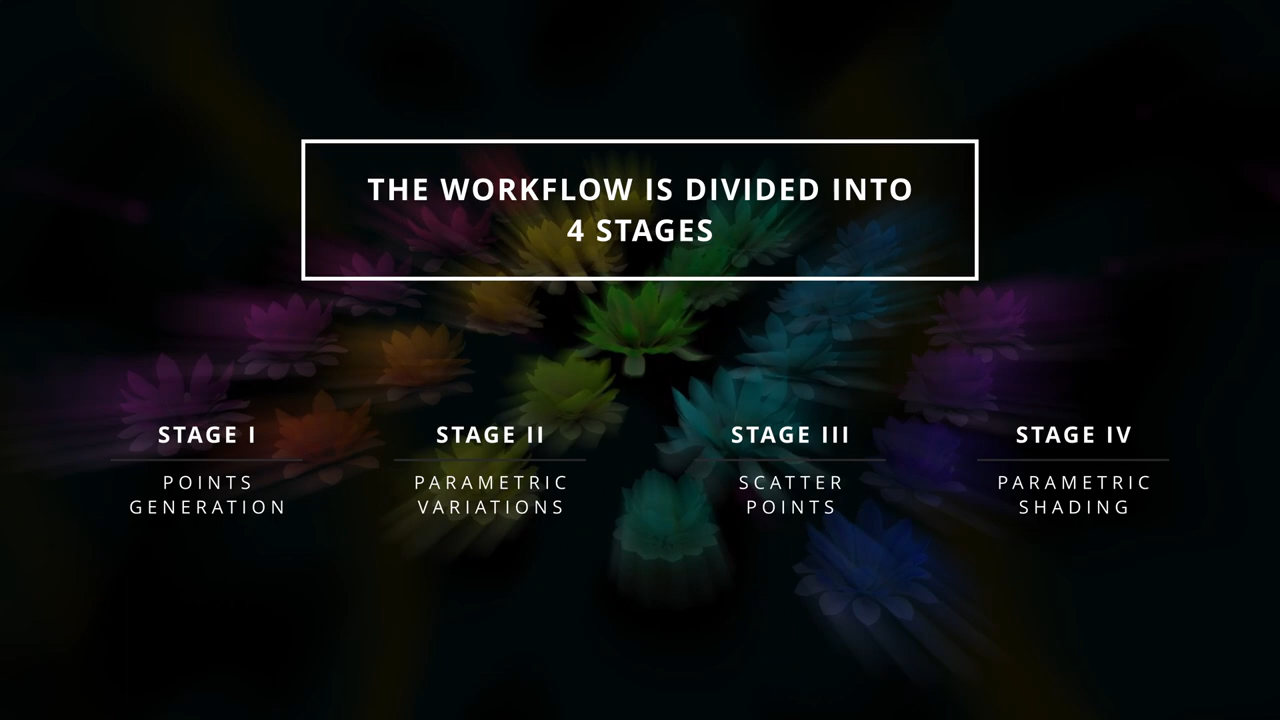 THE WORKFLOW IS DIVIDED INTO
4 STAGES
STAGE I
POINTS
GENERATION
STAGE II
PARAMETRIC
VARIATIONS
STAGE III
SCATTER
POINTS
STAGE IV
PARAMETRIC
SHADING